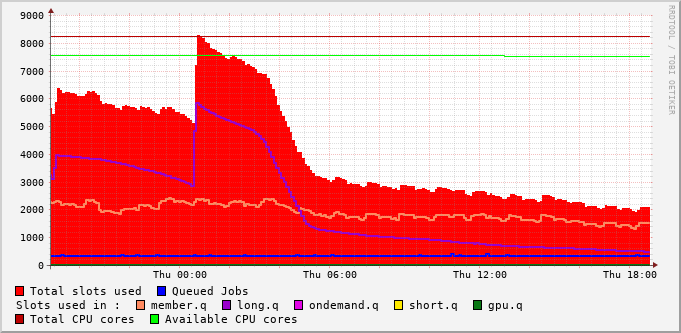 9000
8000
7000
6000
5000
4000
3000
2000
1000
0
Thu 00:00 Thu 06:00 Thu 12:00 Thu 18:00
RRDTOOL / TOBI OETIKER
Total slots used Queued Jobs
Slots used in : member.q long.q ondemand.q short.q gpu.q
Total CPU cores Available CPU cores